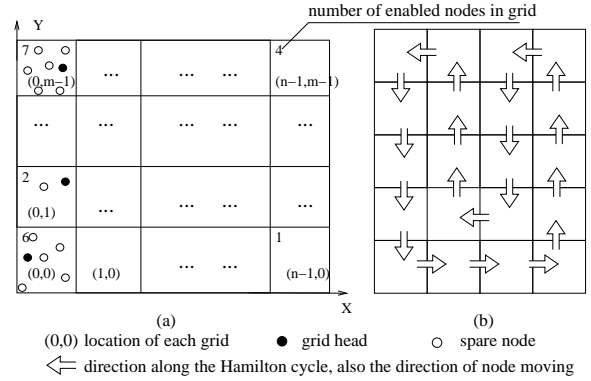 number of enabled nodes in grid
Y
7
(0,m−1)
...
...
...
4
(n−1,m−1)
...
...
...
...
...
2
(0,1)
...
...
...
...
6
(0,0)
(1,0)
...
...
1
(n−1,0)
X
(a)
(b)
(0,0) location of each grid
grid head
spare node
direction along the Hamilton cycle, also the direction of node moving